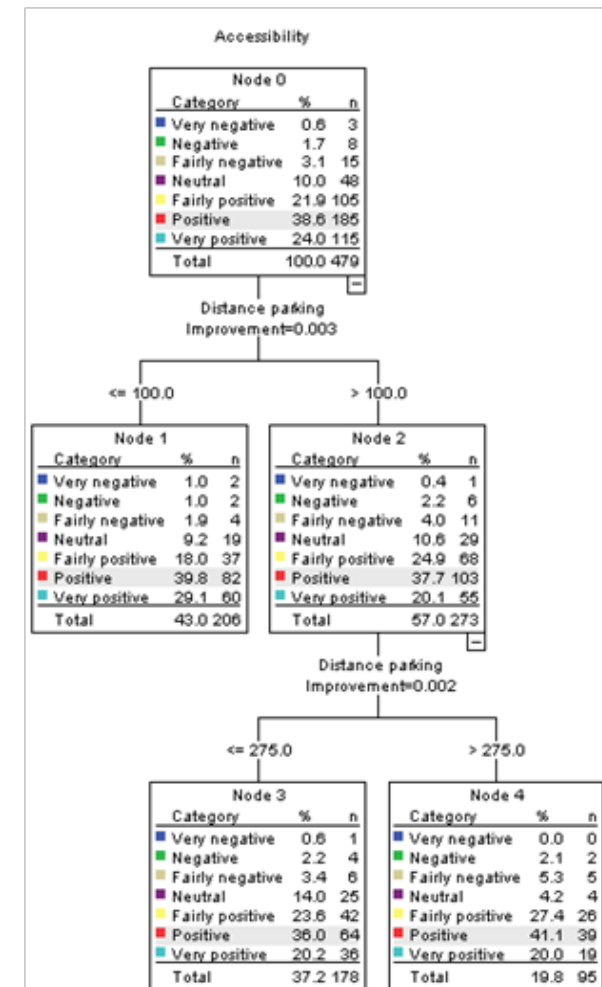 Accessibility
Node 0
Category % n
Very negative 0.6 3
Negative 1.7 8
Fairly negative 3.1 15
Neutral 10.0 48
Fairly positive 21.9 105
Positive 38.6 185
Very positive 24.0 115
Total 100.0 479
Distance parking
Improvement=0.003
<= 100.0
> 100.0
Node 1
Category % n
Very negative 1.0 2
Negative 1.0 2
Fairly negative 1.9 4
Neutral 9.2 19
Fairly positive 18.0 37
Positive 39.8 82
Very positive 29.1 60
Total 43.0 206
Node 2
Category % n
Very negative 0.4 1
Negative 2.2 6
Fairly negative 4.0 11
Neutral 10.6 29
Fairly positive 24.9 68
Positive 37.7 103
Very positive 20.1 55
Total 57.0 273
Distance parking
Improvement=0.002
<= 275.0
> 275.0
Node 3
Category % n
Very negative 0.6 1
Negative 2.2 4
Fairly negative 3.4 6
Neutral 14.0 25
Fairly positive 23.6 42
Positive 36.0 64
Very positive 20.2 36
Total 37.2 178
Node 4
Category % n
Very negative 0.0 0
Negative 2.1 2
Fairly negative 5.3 5
Neutral 4.2 4
Fairly positive 27.4 26
Positive 41.1 39
Very positive 20.0 19
Total 19.8 95